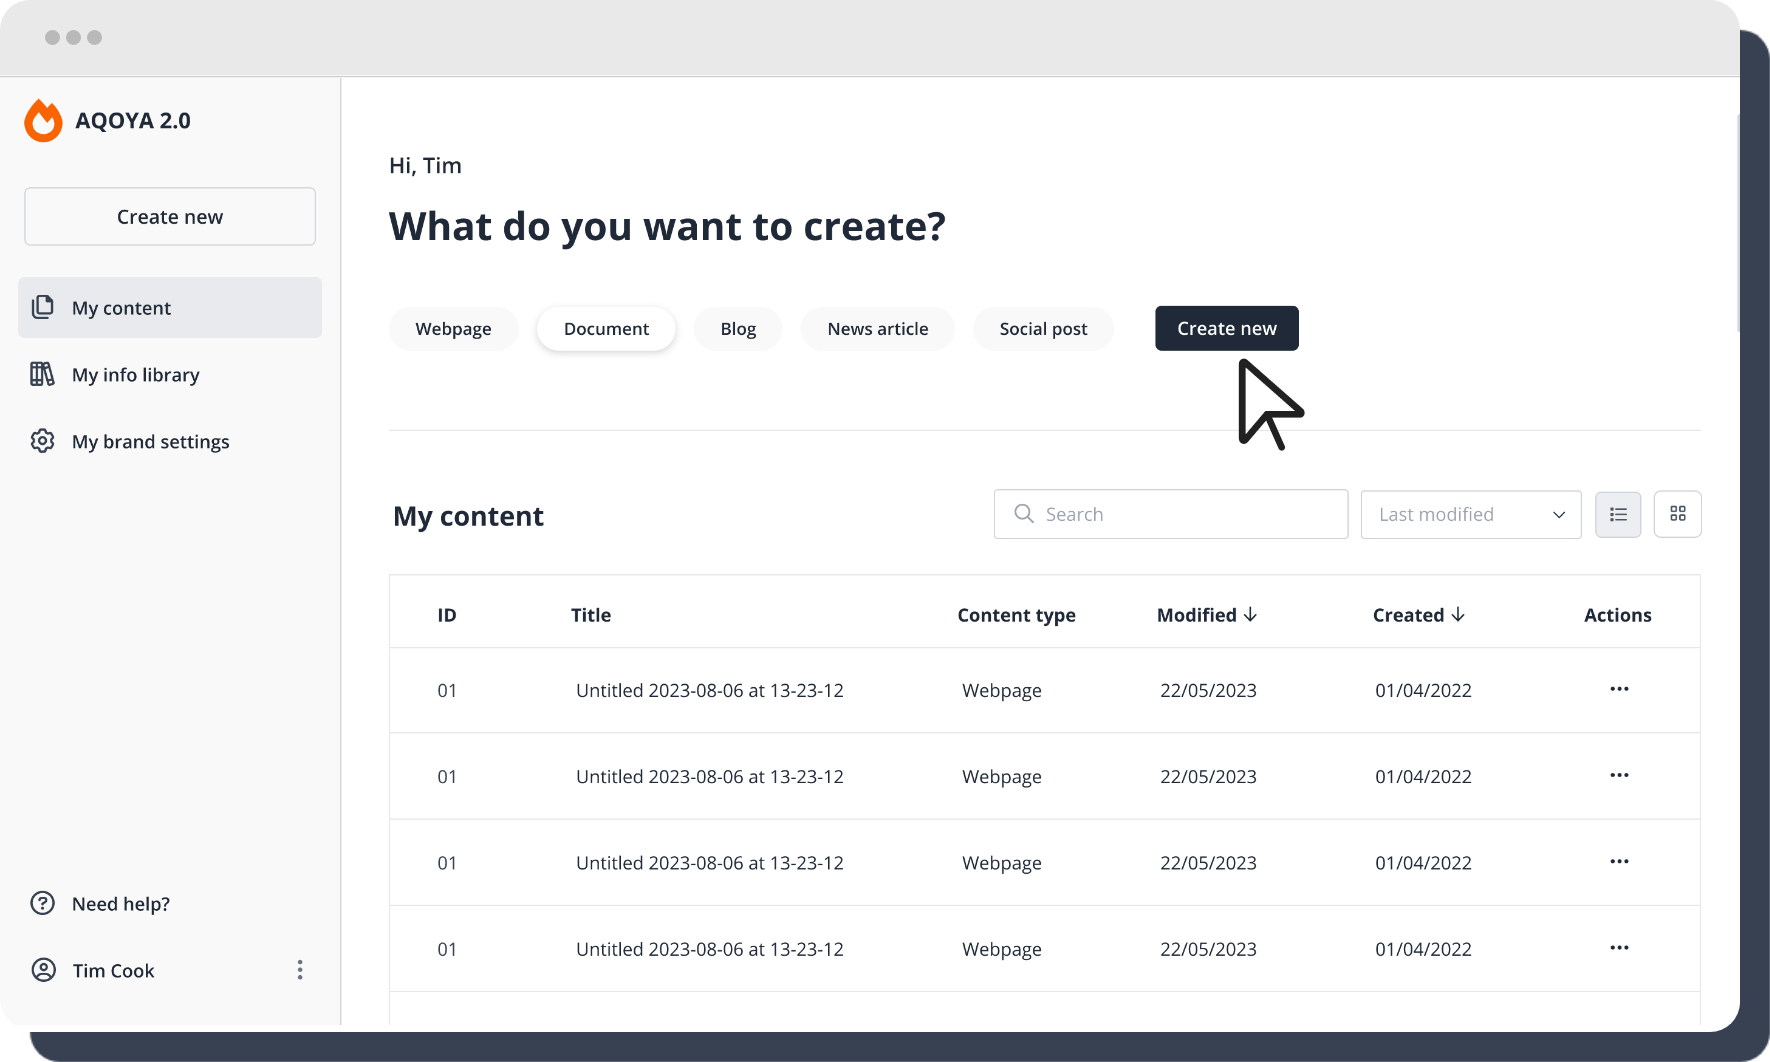 AQOYA 2.0
Create new
My content
My info library
My brand settings
Need help?
Tim Cook
Hi, Tim
What do you want to create?
Webpage Document Blog News article Social post Create new
My content Search Last modified
ID Title Content type Modified Created Actions
01 Untitled 2023-08-06 at 13-23-12 Webpage 22/05/2023 01/04/2022
01 Untitled 2023-08-06 at 13-23-12 Webpage 22/05/2023 01/04/2022
01 Untitled 2023-08-06 at 13-23-12 Webpage 22/05/2023 01/04/2022
01 Untitled 2023-08-06 at 13-23-12 Webpage 22/05/2023 01/04/2022